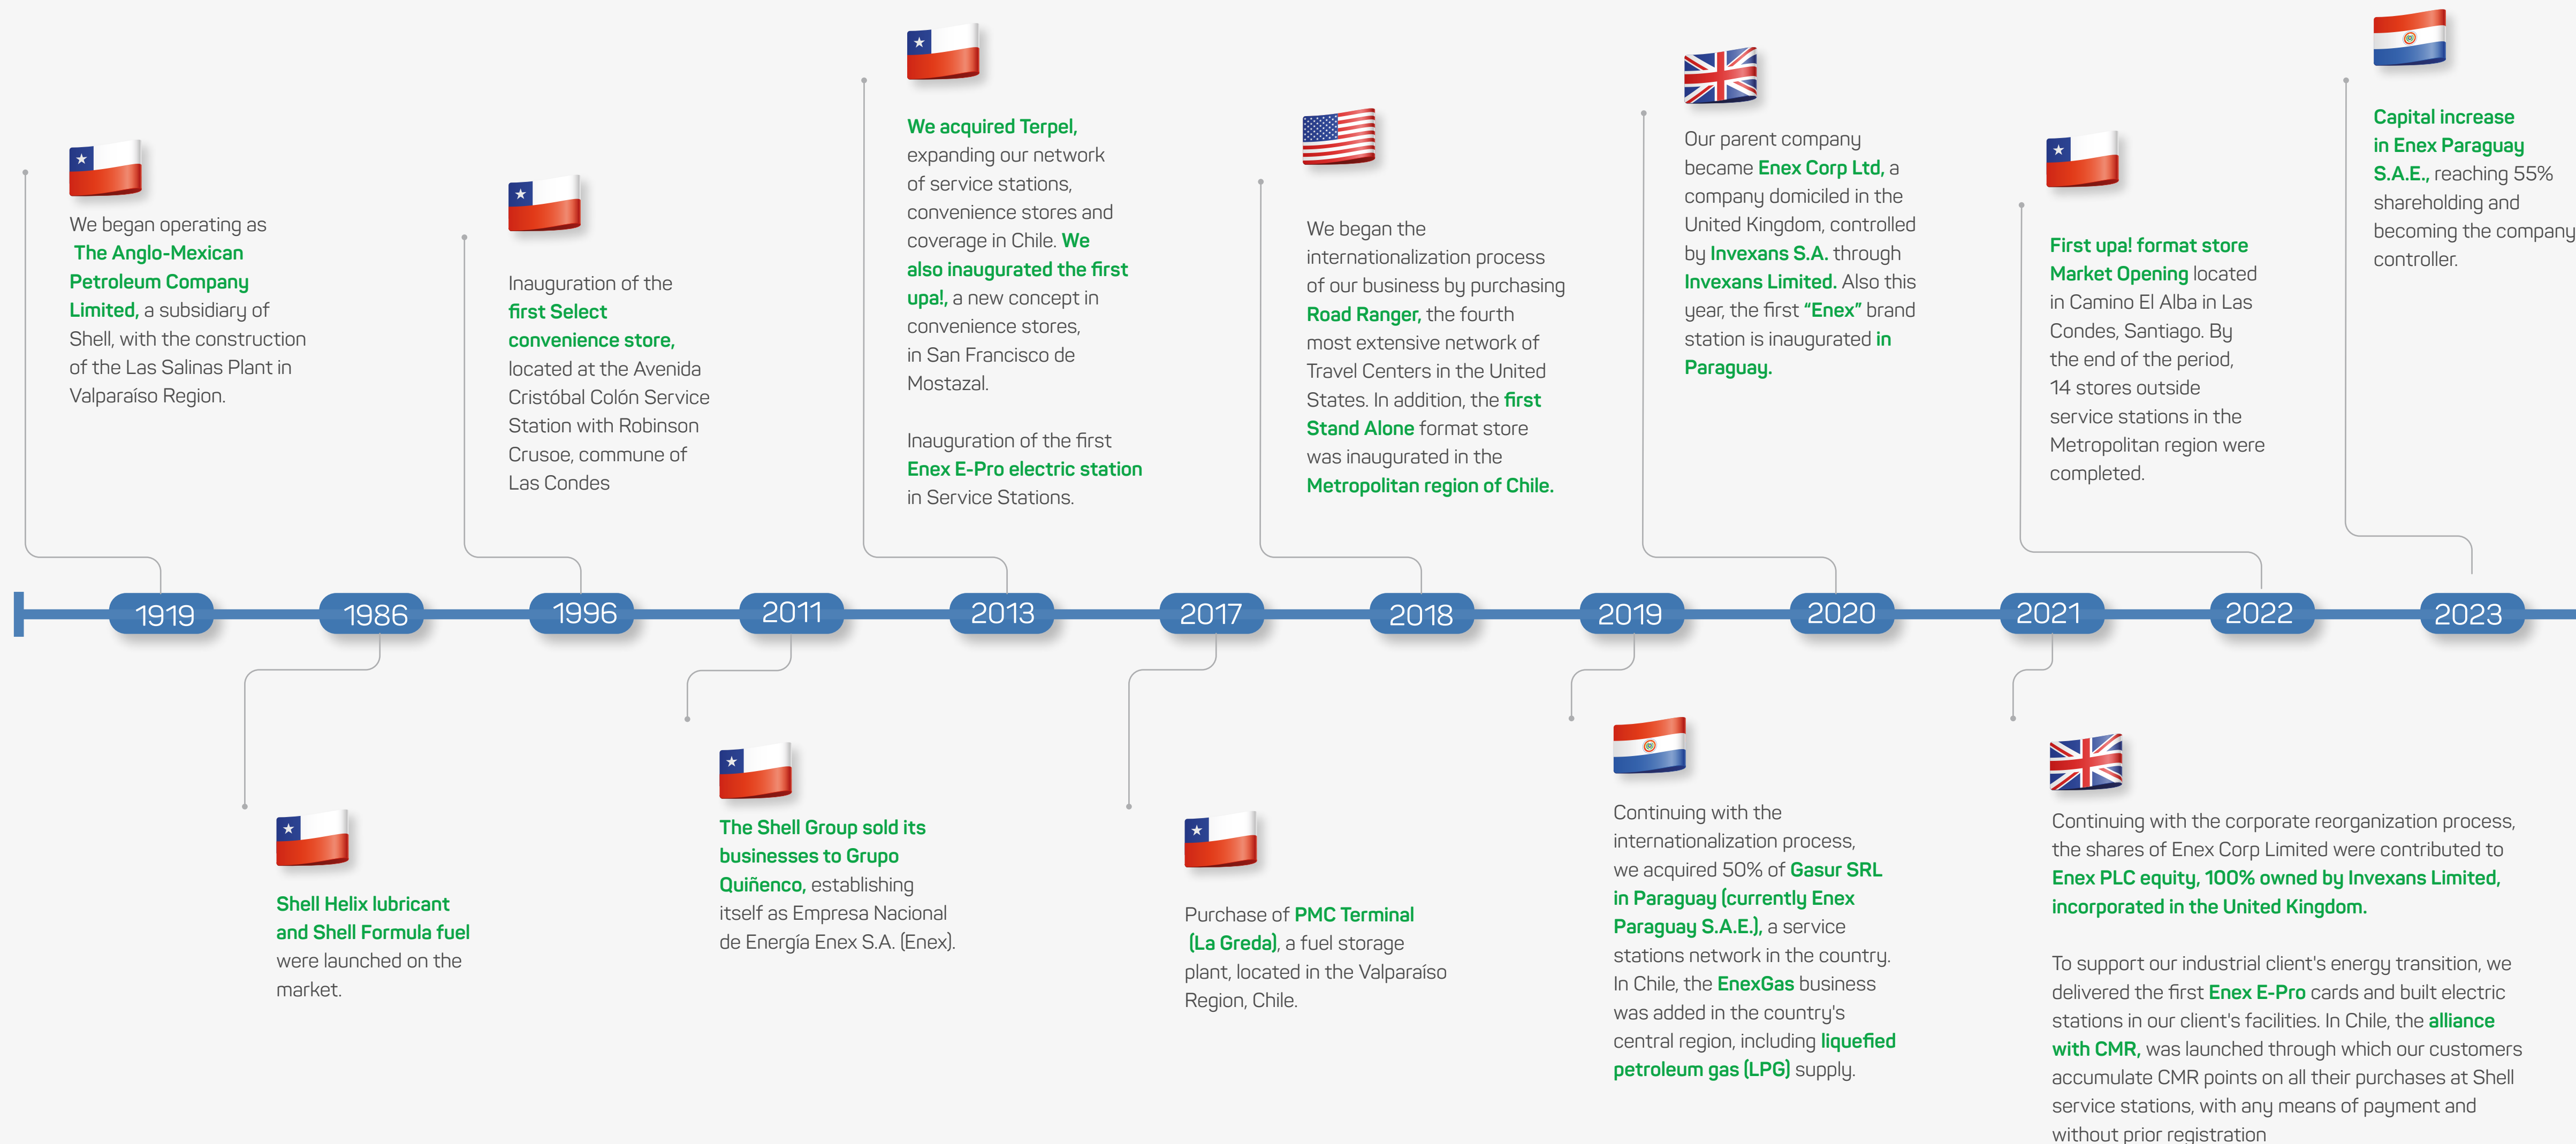 We began operating as
The Anglo-Mexican
Petroleum Company
Limited, a subsidiary of
Shell, with the construction
of the Las Salinas Plant in
Valparaíso Region.
Inauguration of the
first Select
convenience store,
located at the Avenida
Cristóbal Colón Service
Station with Robinson
Crusoe, commune of
Las Condes
We acquired Terpel,
expanding our network
of service stations,
convenience stores and
coverage in Chile. We
also inaugurated the first
upa!, a new concept in
convenience stores,
in San Francisco de
Mostazal.
Inauguration of the first
Enex E-Pro electric station
in Service Stations.
We began the
internationalization process
of our business by purchasing
Road Ranger, the fourth
most extensive network of
Travel Centers in the United
States. In addition, the first
Stand Alone format store
was inaugurated in the
Metropolitan region of Chile.
Our parent company
became Enex Corp Ltd, a
company domiciled in the
United Kingdom, controlled
by Invexans S.A. through
Invexans Limited. Also this
year, the first “Enex” brand
station is inaugurated in
Paraguay.
First upa! format store
Market Opening located
in Camino El Alba in Las
Condes, Santiago. By
the end of the period,
14 stores outside
service stations in the
Metropolitan region were
completed.
Capital increase
in Enex Paraguay
S.A.E., reaching 55%
shareholding and
becoming the company
controller.
1919 1986 1996 2011 2013 2017 2018 2019 2020 2021 2022 2023
Shell Helix lubricant
and Shell Formula fuel
were launched on the
market.
The Shell Group sold its
businesses to Grupo
Quiñenco, establishing
itself as Empresa Nacional
de Energía Enex S.A. (Enex).
Purchase of PMC Terminal
(La Greda), a fuel storage
plant, located in the Valparaíso
Region, Chile.
Continuing with the
internationalization process,
we acquired 50% of Gasur SRL
in Paraguay (currently Enex
Paraguay S.A.E.), a service
stations network in the country.
In Chile, the EnexGas business
was added in the country's
central region, including liquefied
petroleum gas (LPG) supply.
Continuing with the corporate reorganization process,
the shares of Enex Corp Limited were contributed to
Enex PLC equity, 100% owned by Invexans Limited,
incorporated in the United Kingdom.
To support our industrial client's energy transition, we
delivered the first Enex E-Pro cards and built electric
stations in our client's facilities. In Chile, the alliance
with CMR, was launched through which our customers
accumulate CMR points on all their purchases at Shell
service stations, with any means of payment and
without prior registration